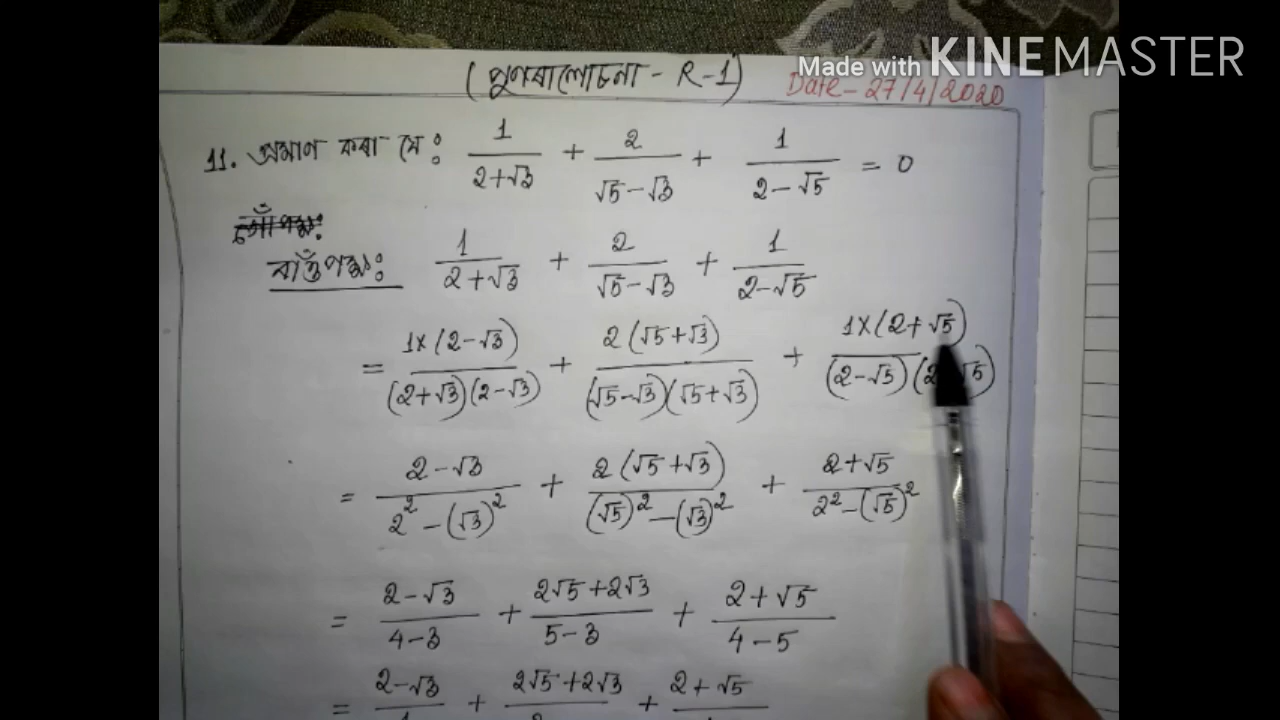 Made with KINEMASTER
(পুণৰালোচনা - R-1)
Date- 27/4/2020
11. প্ৰমাণ কৰা যে: 1/(2+√3) + 2/(√5-√3) + 1/(2-√5) = 0
বাওঁপক্ষ: 1/(2+√3) + 2/(√5-√3) + 1/(2-√5)
= 1×(2-√3)/(2+√3)(2-√3) + 2(√5+√3)/(√5-√3)(√5+√3) + 1×(2+√5)/(2-√5)(2 √5)
= (2-√3)/(2²-(√3)²) + 2(√5+√3)/((√5)²-(√3)²) + (2+√5)/(2²-(√5)²)
= (2-√3)/(4-3) + (2√5+2√3)/(5-3) + (2+√5)/(4-5)
= 2-√3 + 2√5+2√3 + 2+√5